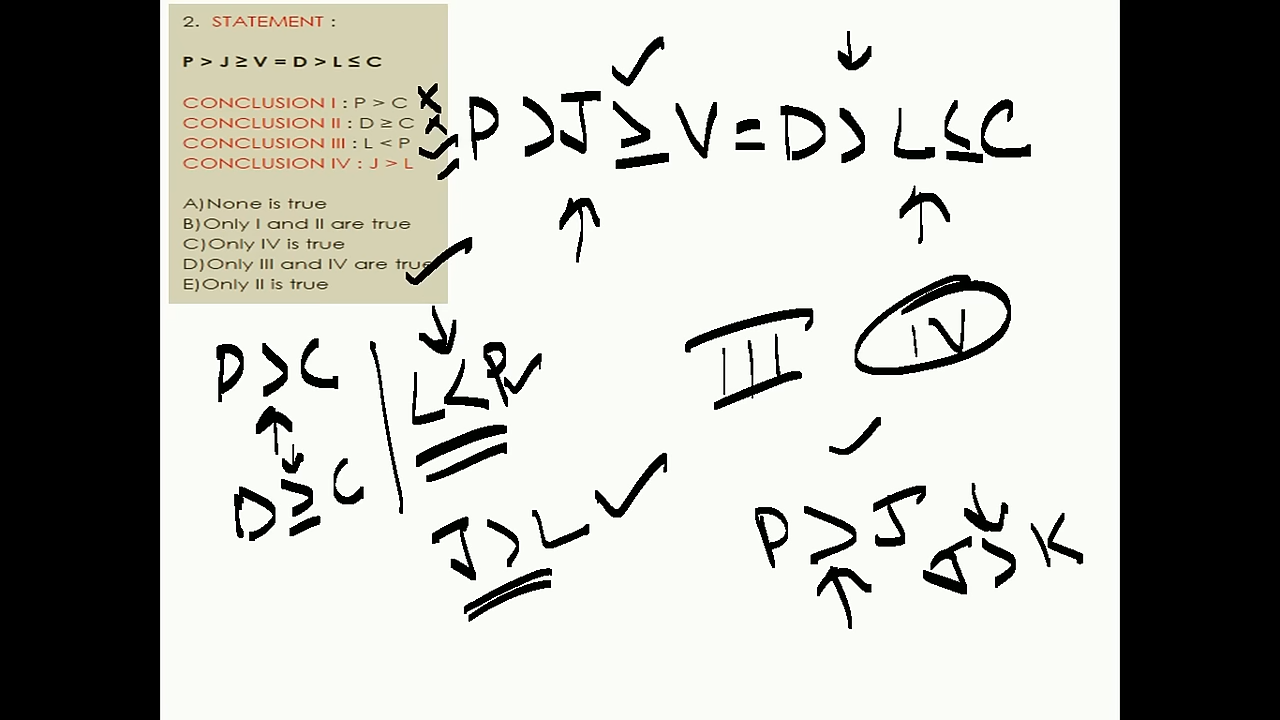 2. STATEMENT :
P > J ≥ V = D > L ≤ C
CONCLUSION I : P > C
CONCLUSION II : D ≥ C
CONCLUSION III : L < P
CONCLUSION IV : J > L
A)None is true
B)Only I and II are true
C)Only IV is true
D)Only III and IV are true
E)Only II is true
P > J ≥ V = D > L ≤ C
III IV
P > C
D ≥ C
L < P
J > L
P > J
J > K